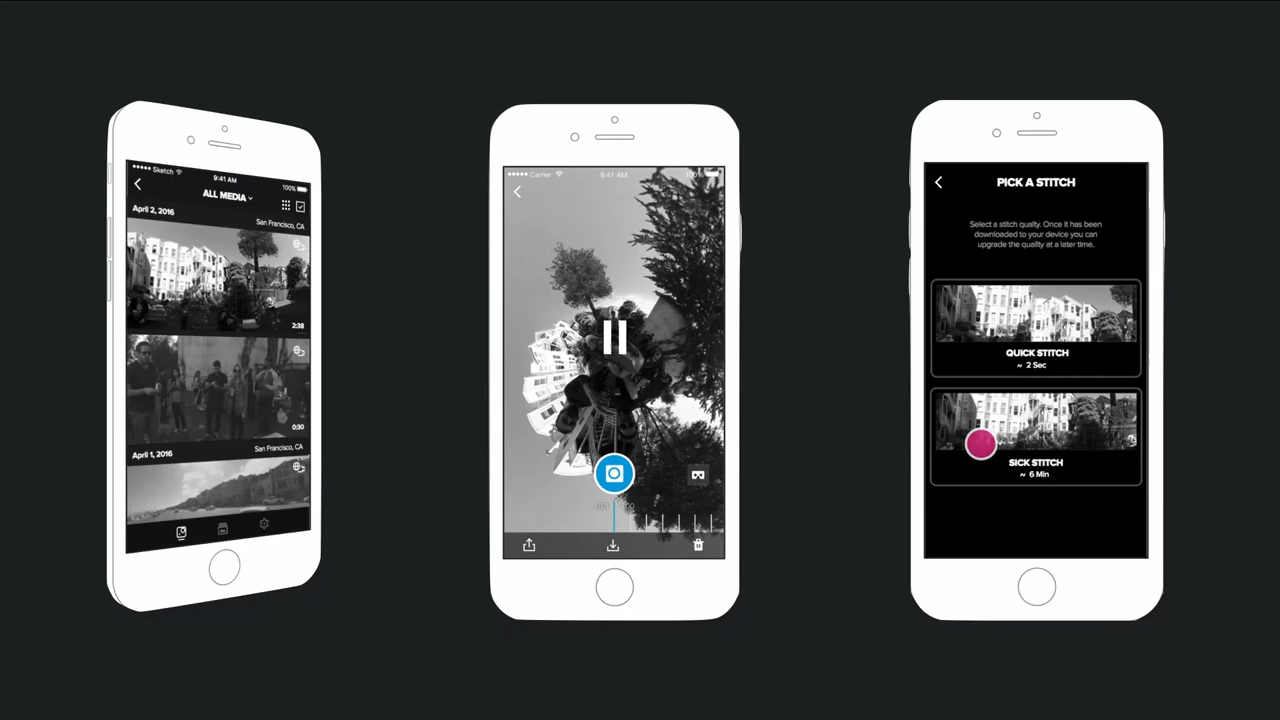 Sketch
9:41 AM
100%
ALL MEDIA
April 2, 2016
San Francisco, CA
2:38
0:30
April 1, 2016
San Francisco, CA
Carrier
9:41 AM
100%
PICK A STITCH
Select a stitch quality. Once it has been
downloaded to your device you can
upgrade the quality at a later time.
QUICK STITCH
~ 2 Sec
SICK STITCH
~ 6 Min